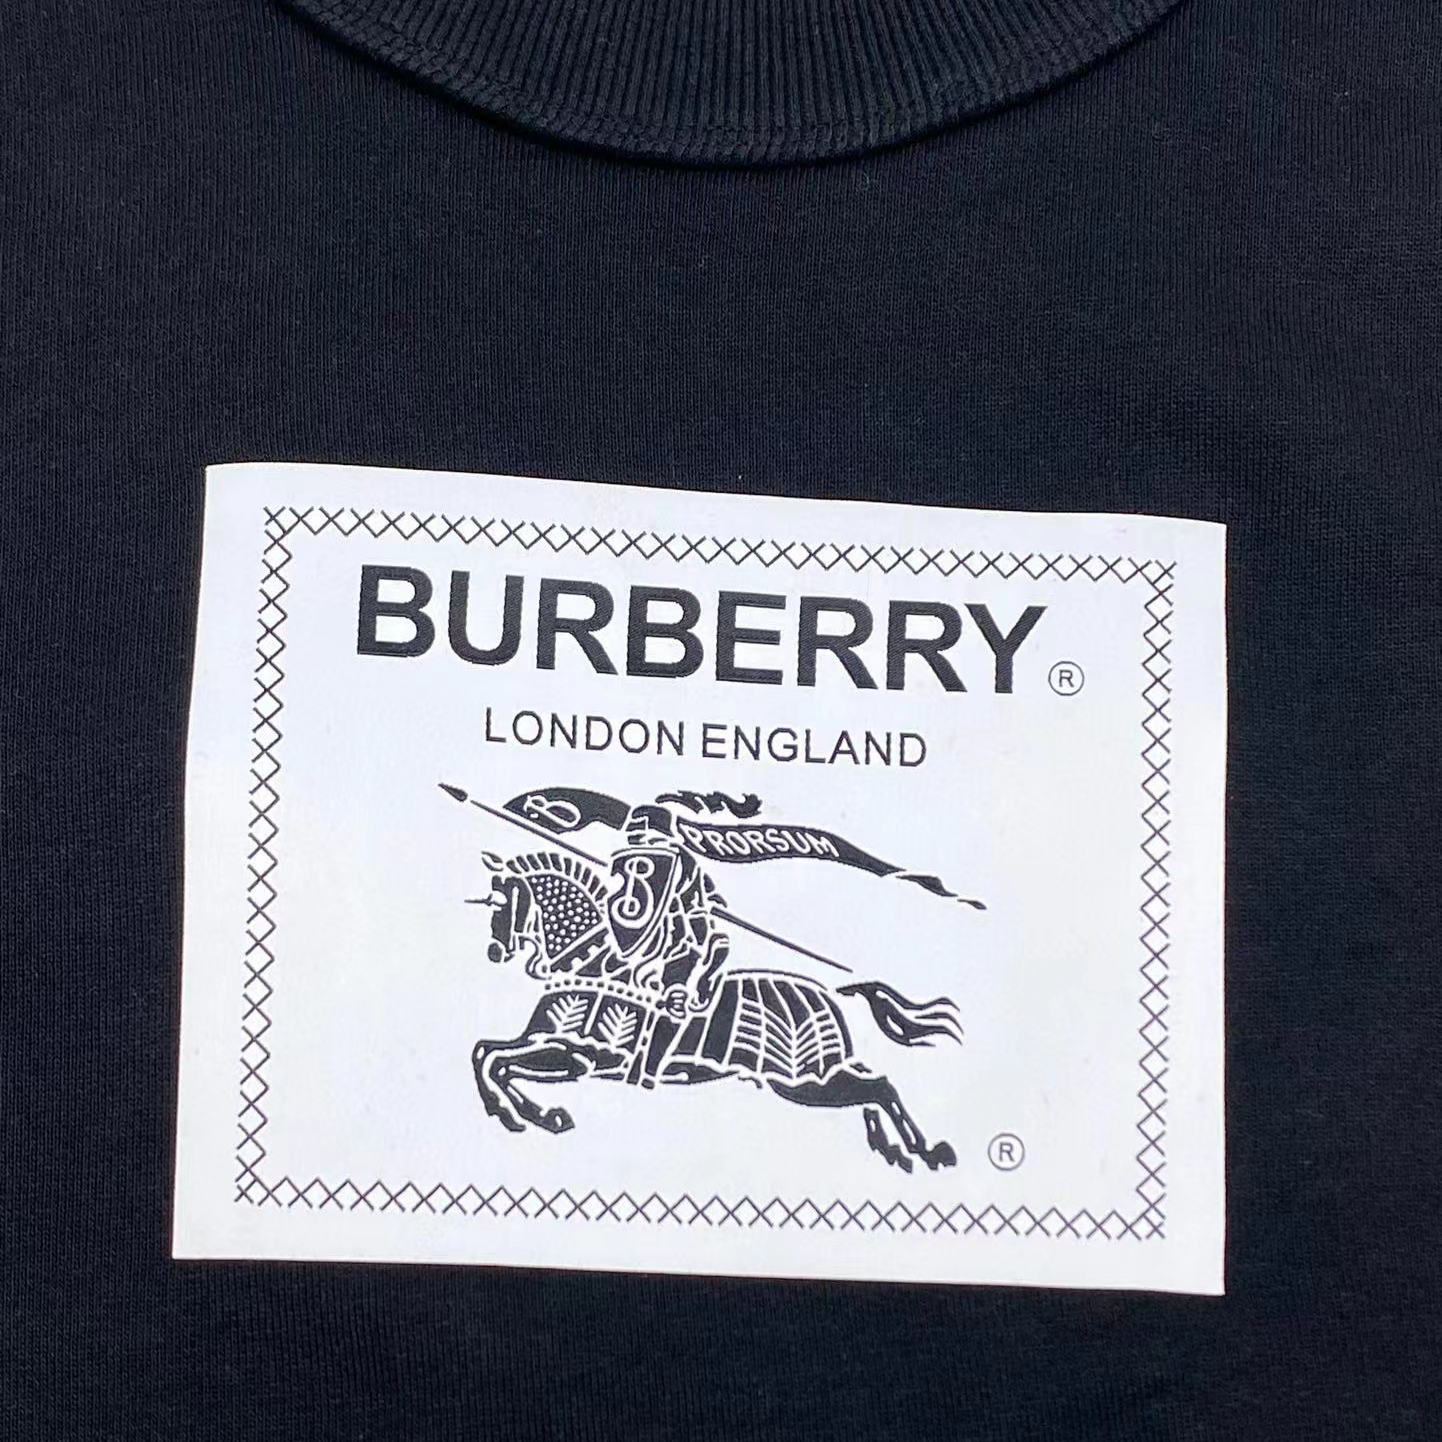 BURBERRY®
LONDON ENGLAND
PRORSUM
B
®